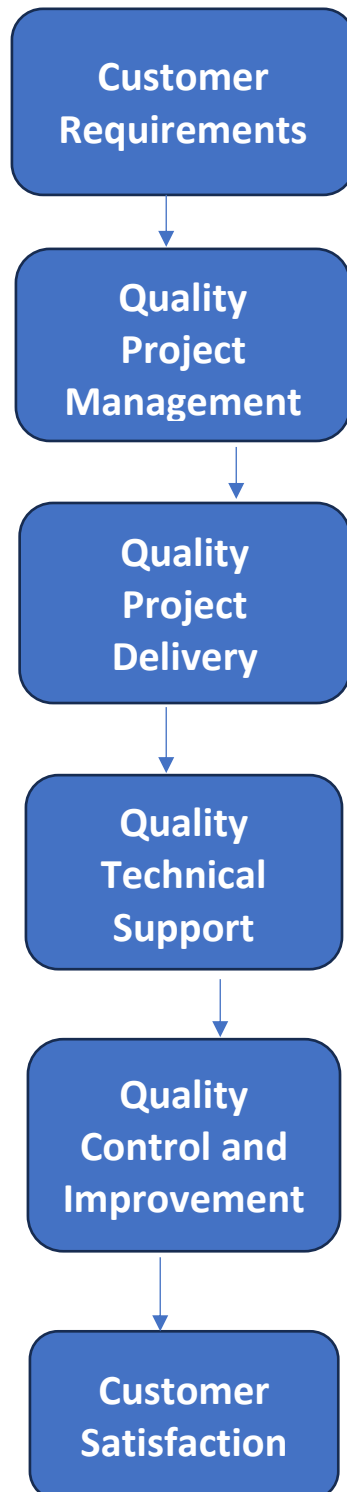 Customer
Requirements
Quality
Project
Management
Quality
Project
Delivery
Quality
Technical
Support
Quality
Control and
Improvement
Customer
Satisfaction